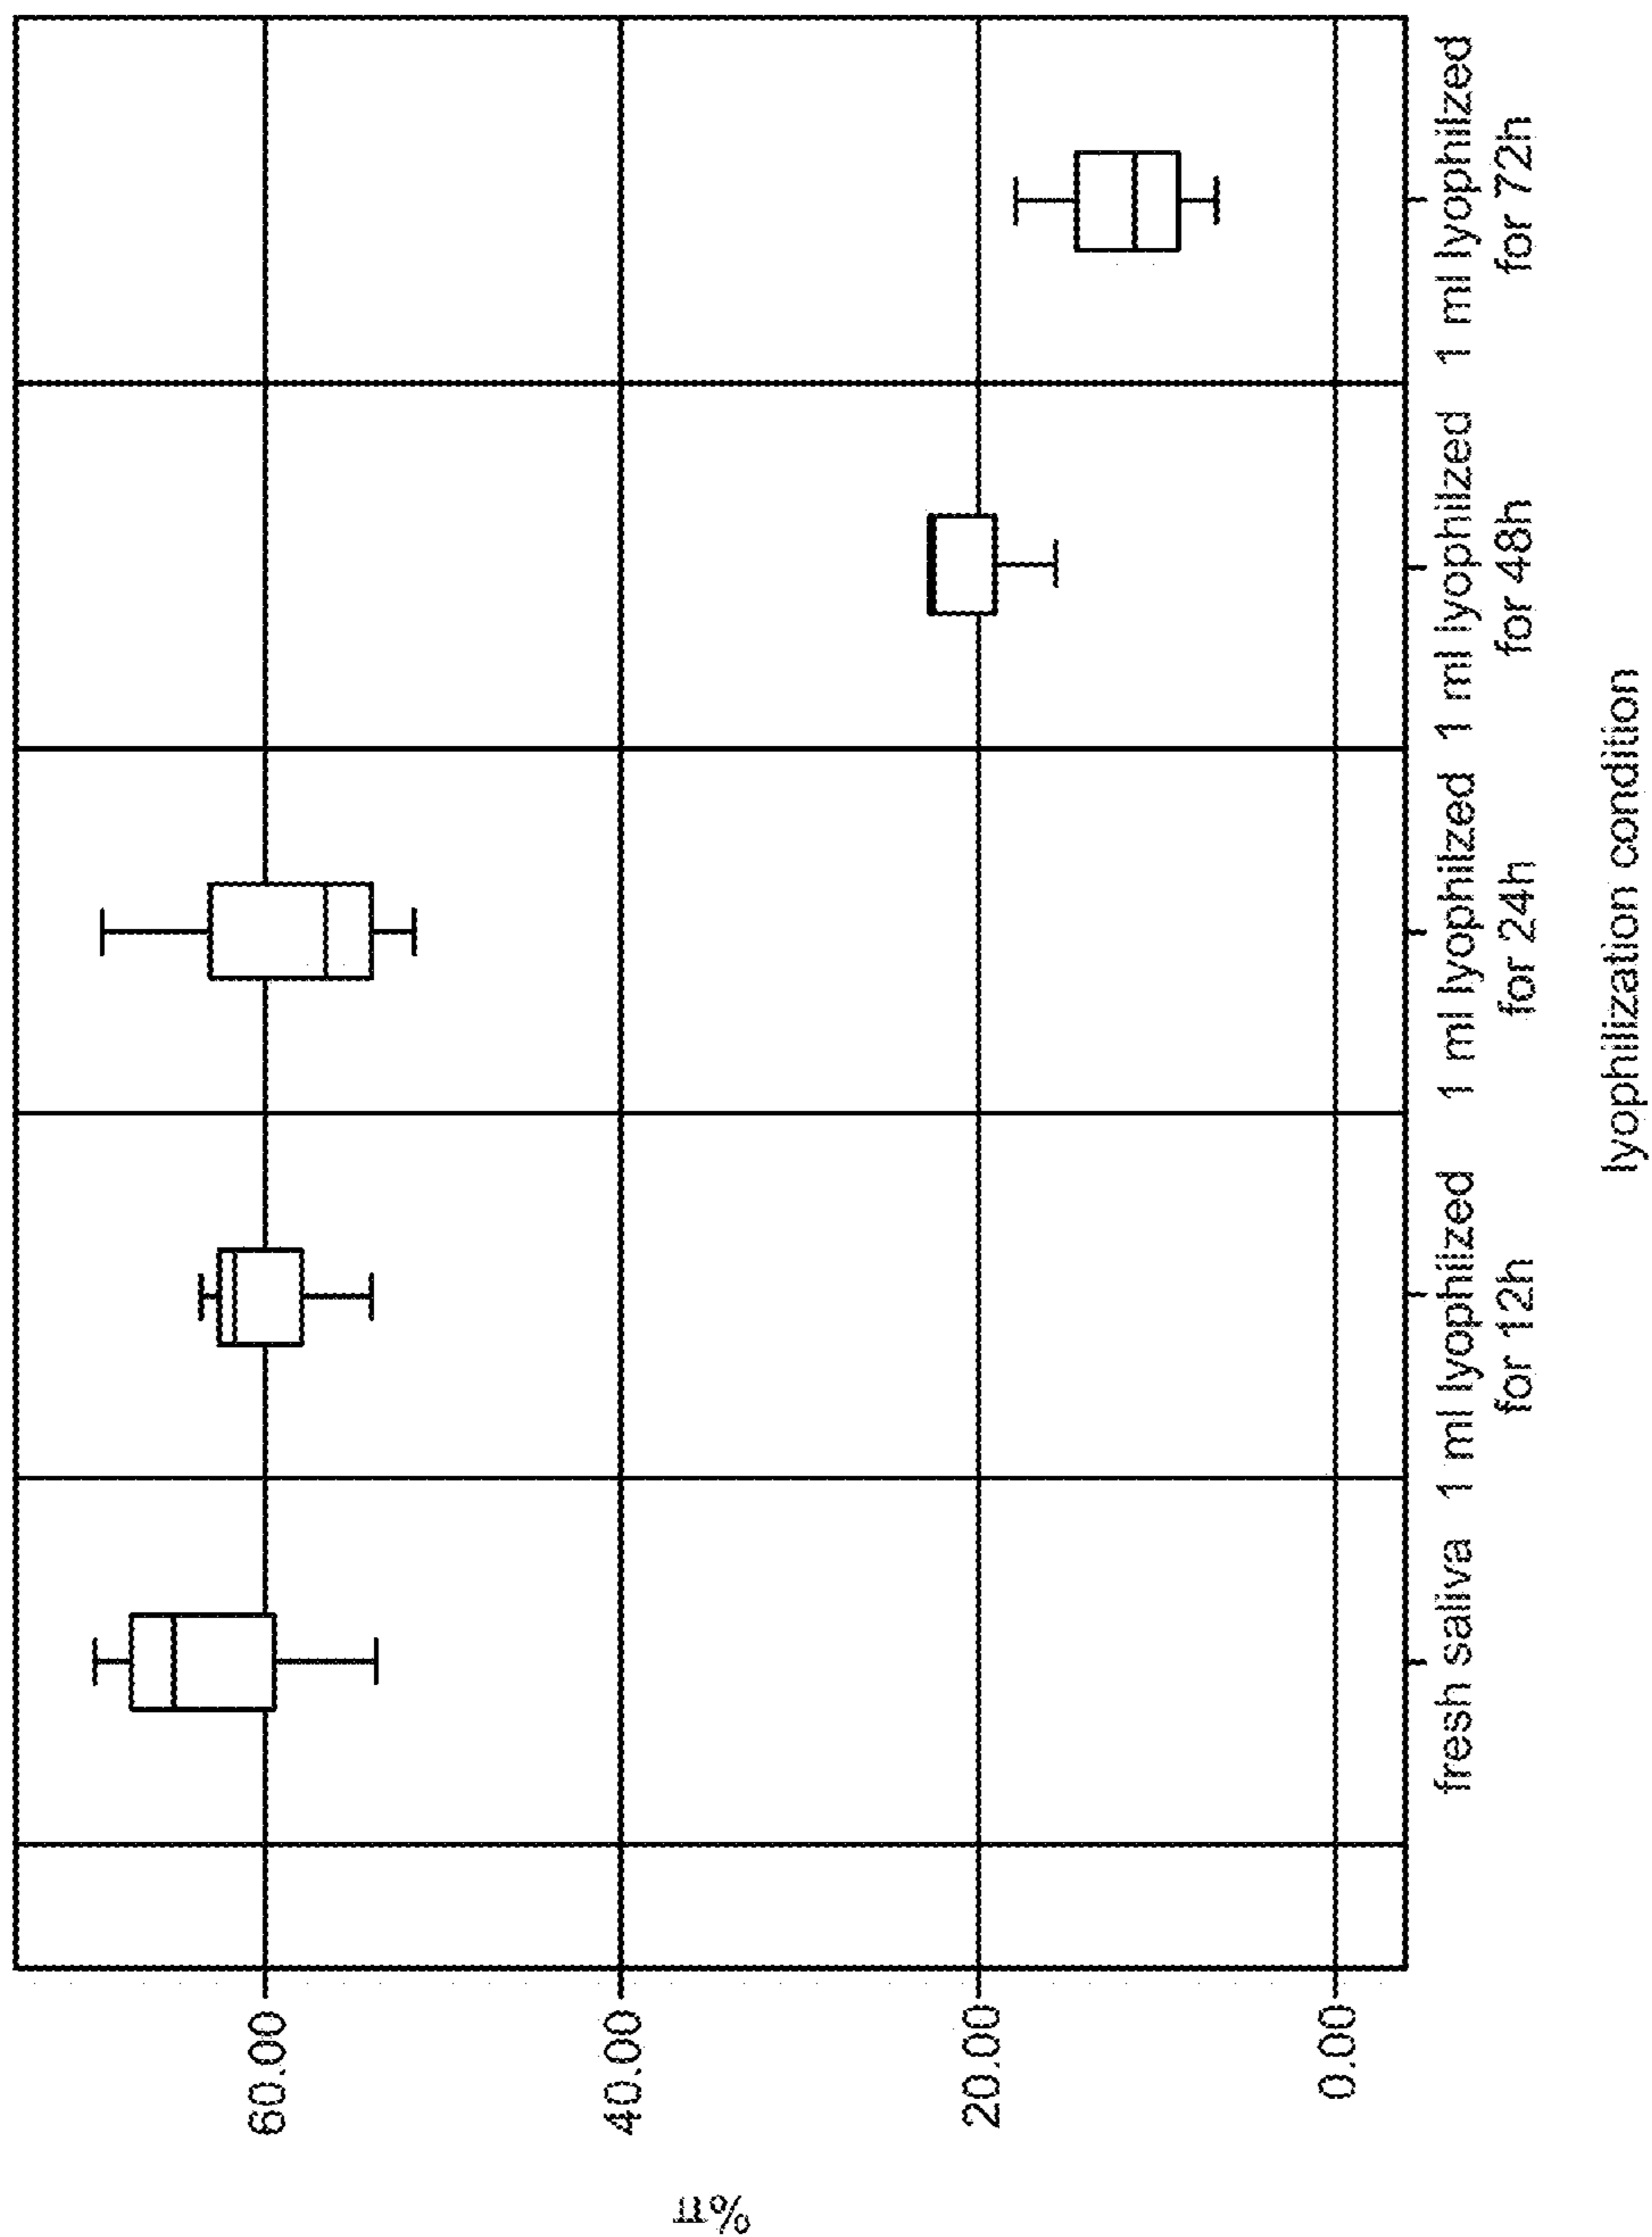 60.00
40.00
20.00
0.00
fresh saliva
1 ml lyophilized
for 12h
1 ml lyophilized
for 24h
1 ml lyophilized
for 48h
1 ml lyophilized
for 72h
lyophilization condition